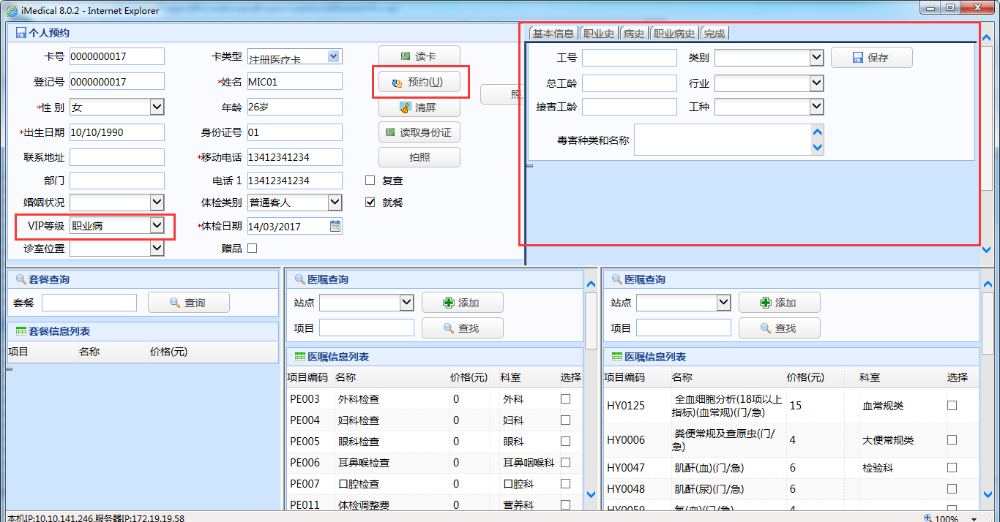 iMedical 8.0.2 - Internet Explorer
个人预约
卡号 0000000017 卡类型 注册医疗卡 读卡
登记号 0000000017 *姓名 MIC01 预约(U)
照
*性 别 女 年龄 26岁 清屏
*出生日期 10/10/1990 身份证号 01 读取身份证
联系地址 *移动电话 13412341234 拍照
部门 电话 1 13412341234 复查
婚姻状况 体检类别 普通客人 就餐
VIP等级 职业病 *体检日期 14/03/2017
诊室位置 赠品
基本信息 职业史 病史 职业病史 完成
工号 类别 保存
总工龄 行业
接害工龄 工种
毒害种类和名称
套餐查询
套餐 查询
套餐信息列表
项目 名称 价格(元)
医嘱查询
站点 添加
项目 查找
医嘱信息列表
项目编码 名称 价格(元) 科室 选择
PE003 外科检查 0 外科
PE004 妇科检查 0 妇科
PE005 眼科检查 0 眼科
PE006 耳鼻喉检查 0 耳鼻咽喉科
PE007 口腔检查 0 口腔科
PE011 体检调整费 0 营养科
医嘱查询
站点 添加
项目 查找
医嘱信息列表
项目编码 名称 价格(元) 科室 选择
HY0125 全血细胞分析(18项以上指标)(血常规)(门/急) 15 血常规类
HY0006 粪便常规及查原虫(门/急) 4 大便常规类
HY0047 肌酐(血)(门/急) 6 检验科
HY0048 肌酐(尿)(门/急) 6
HY0059 氯(血)(门/急) 4
本机IP:10.10.141.246,服务器IP:172.19.19.58
100%